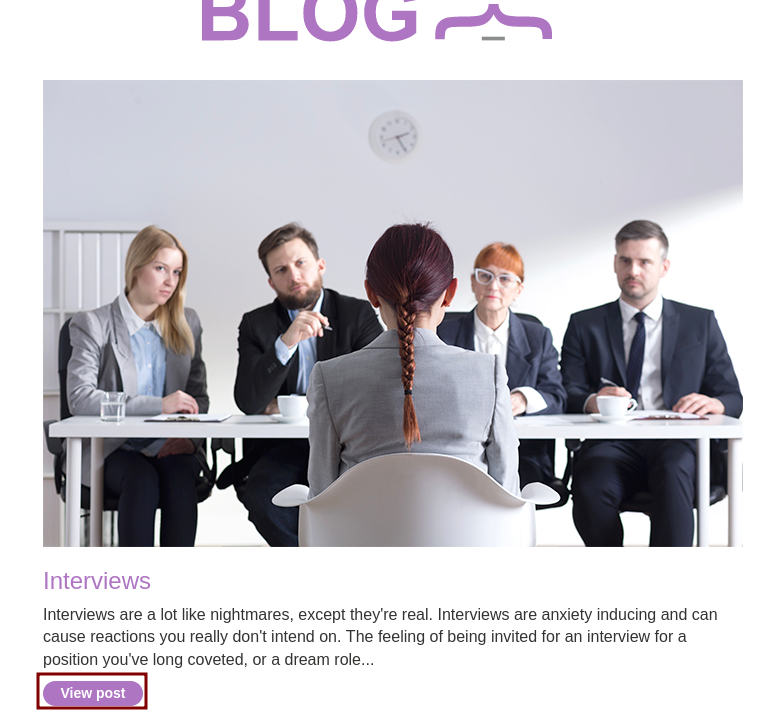 BLOG
Interviews
Interviews are a lot like nightmares, except they're real. Interviews are anxiety inducing and can
cause reactions you really don't intend on. The feeling of being invited for an interview for a
position you've long coveted, or a dream role...
View post